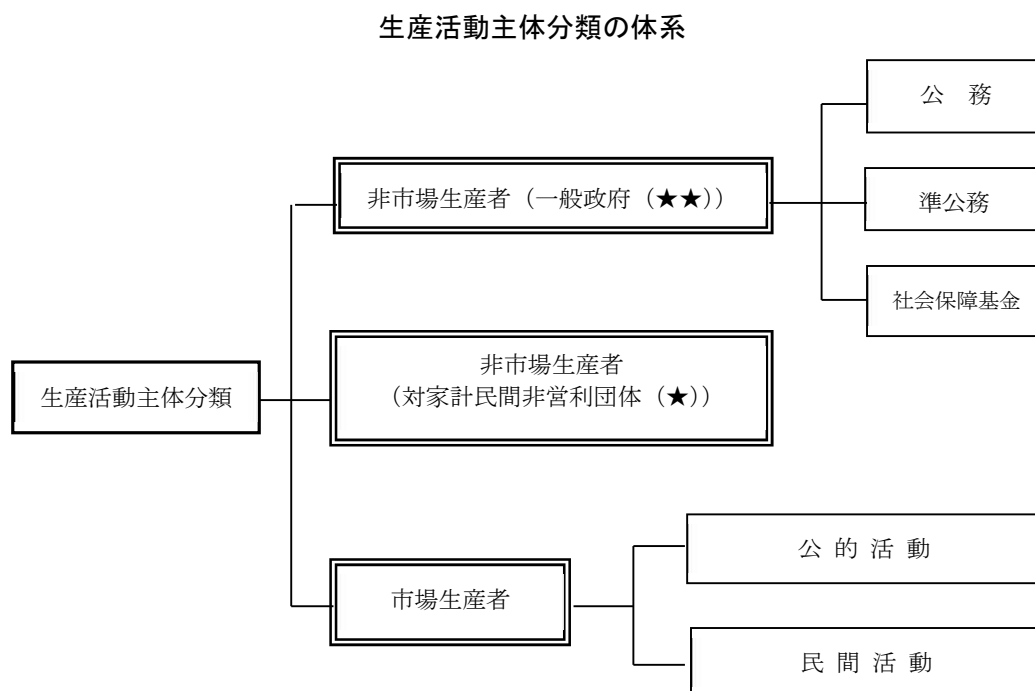 生産活動主体分類の体系
公　務
非市場生産者（一般政府（★★））
準公務
社会保障基金
非市場生産者
（対家計民間非営利団体（★））
生産活動主体分類
公 的 活 動
市場生産者
民 間 活 動